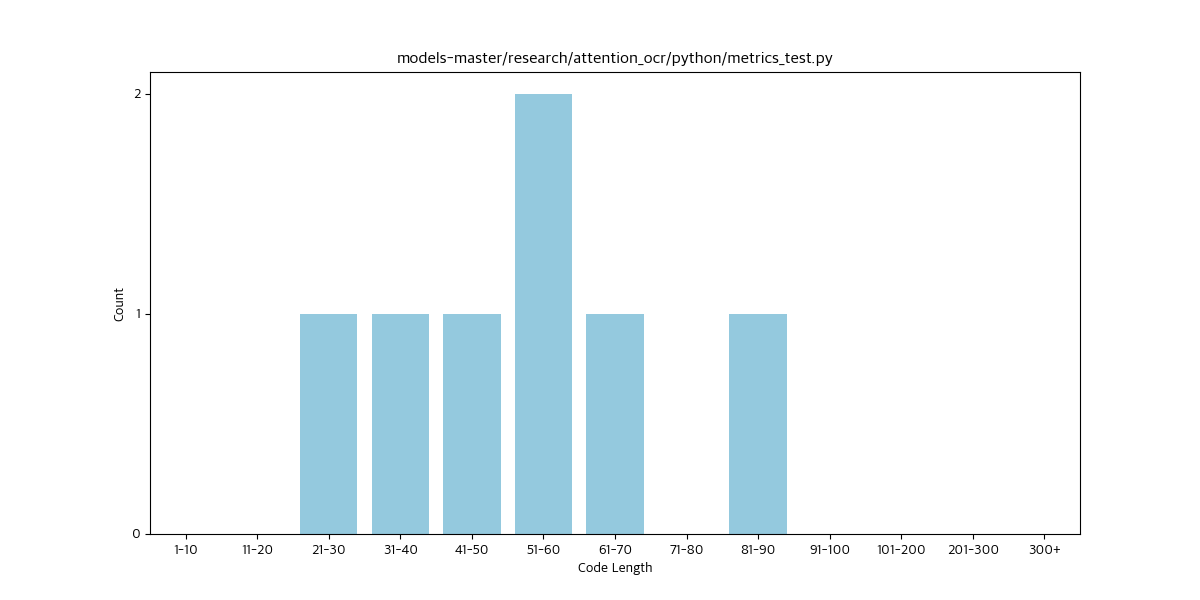 models-master/research/attention_ocr/python/metrics_test.py
Count
2
1
0
1-10 11-20 21-30 31-40 41-50 51-60 61-70 71-80 81-90 91-100 101-200 201-300 300+
Code Length